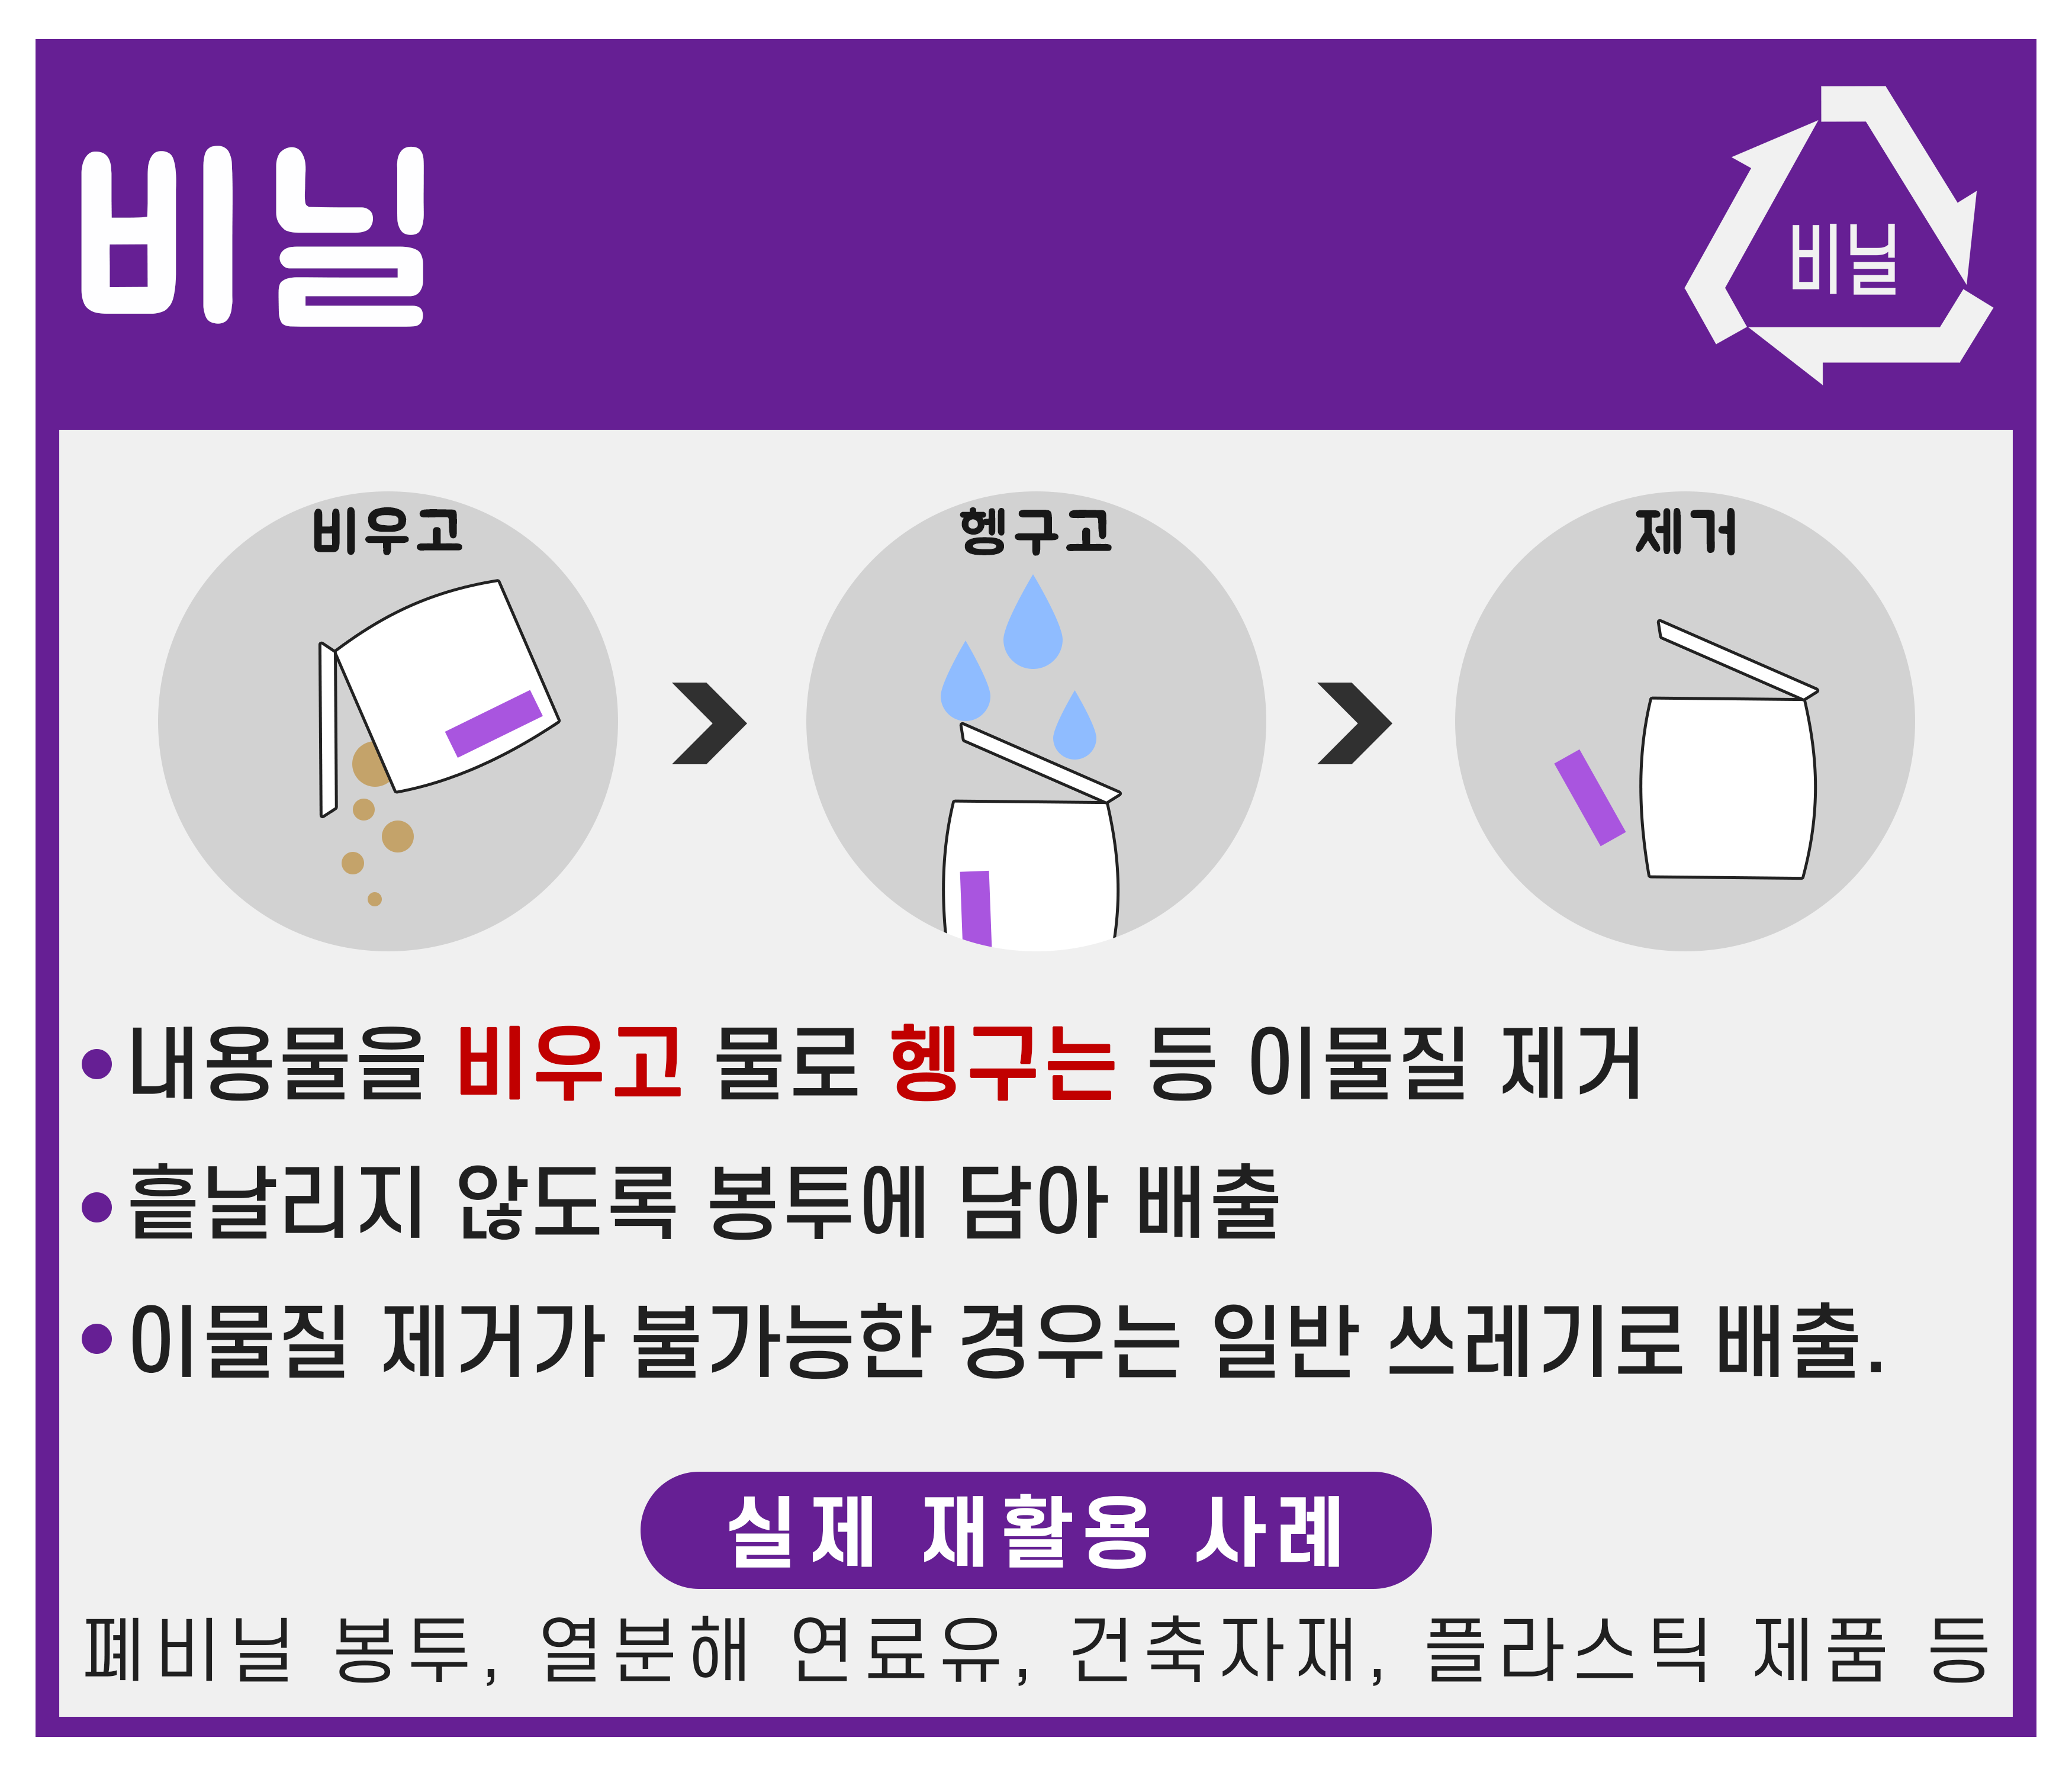 비닐
비닐
비우고
헹구고
제거
내용물을 비우고 물로 헹구는 등 이물질 제거
흩날리지 않도록 봉투에 담아 배출
이물질 제거가 불가능한 경우는 일반 쓰레기로 배출.
실제 재활용 사례
폐비닐 봉투, 열분해 연료유, 건축자재, 플라스틱 제품 등